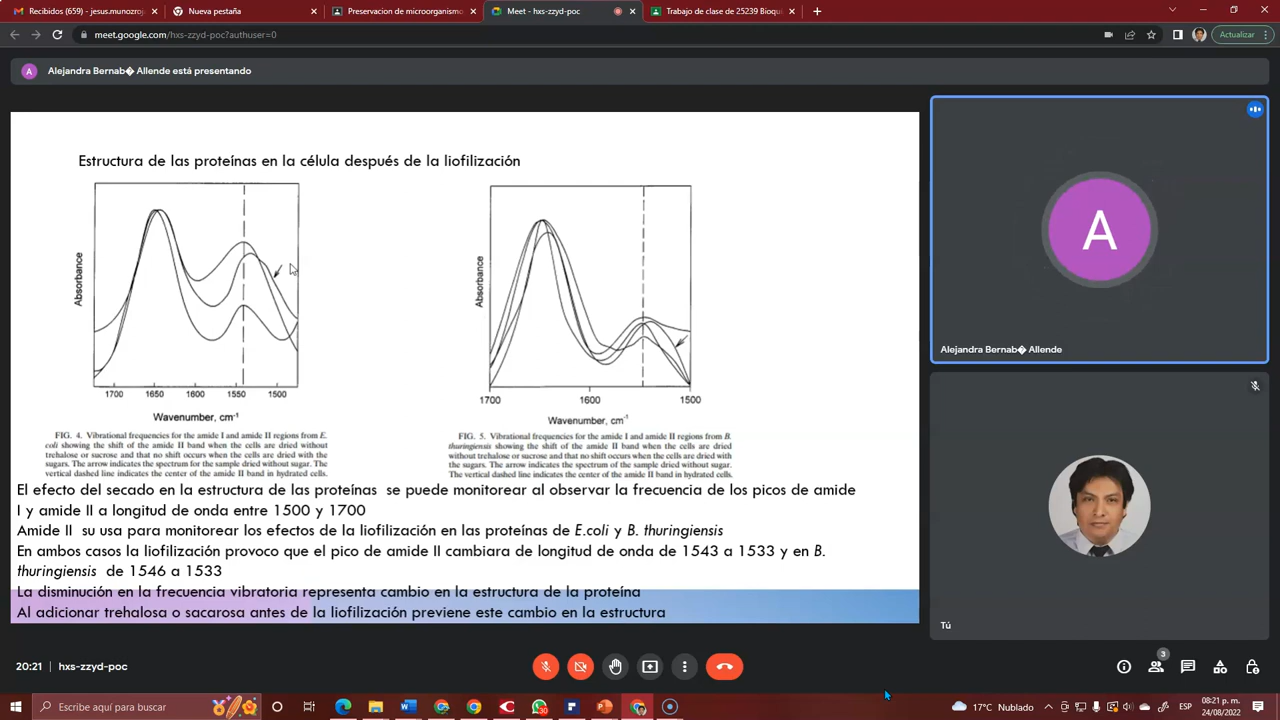 Recibidos (659) - jesus.munozroj
Nueva pestaña
Preservacion de microorganismo
Meet - hxs-zzyd-poc
Trabajo de clase de 25239 Bioqu
meet.google.com/hxs-zzyd-poc?authuser=0
Actualizar
A
Alejandra Bernab� Allende está presentando
Estructura de las proteínas en la célula después de la liofilización
Absorbance
1700 1650 1600 1550 1500
Wavenumber, cm-1
FIG. 4. Vibrational frequencies for the amide I and amide II regions from E.
coli showing the shift of the amide II band when the cells are dried without
trehalose or sucrose and that no shift occurs when cells are dried with the
sugars. The arrow indicates the spectrum for the sample dried without sugar. The
vertical dashed line indicates the center of the amide II band in hydrated cells.
Absorbance
1700 1600 1500
Wavenumber, cm-1
FIG. 5. Vibrational frequencies for the amide I and amide II regions from B.
thuringiensis showing the shift of the amide II band when the cells are dried
without trehalose or sucrose and that no shift occurs when cells are dried with
the sugars. The arrow indicates the spectrum of the sample dried without sugar.
The vertical dashed line indicates the center of the amide II band in hydrated cells.
El efecto del secado en la estructura de las proteínas se puede monitorear al observar la frecuencia de los picos de amide
I y amide II a longitud de onda entre 1500 y 1700
Amide II su usa para monitorear los efectos de la liofilización en las proteínas de E.coli y B. thuringiensis
En ambos casos la liofilización provoco que el pico de amide II cambiara de longitud de onda de 1543 a 1533 y en B.
thuringiensis de 1546 a 1533
La disminución en la frecuencia vibratoria representa cambio en la estructura de la proteína
Al adicionar trehalosa o sacarosa antes de la liofilización previene este cambio en la estructura
A
Alejandra Bernab� Allende
Tú
20:21 | hxs-zzyd-poc
3
Escribe aquí para buscar
30
17°C Nublado
ESP
08:21 p. m.
24/08/2022